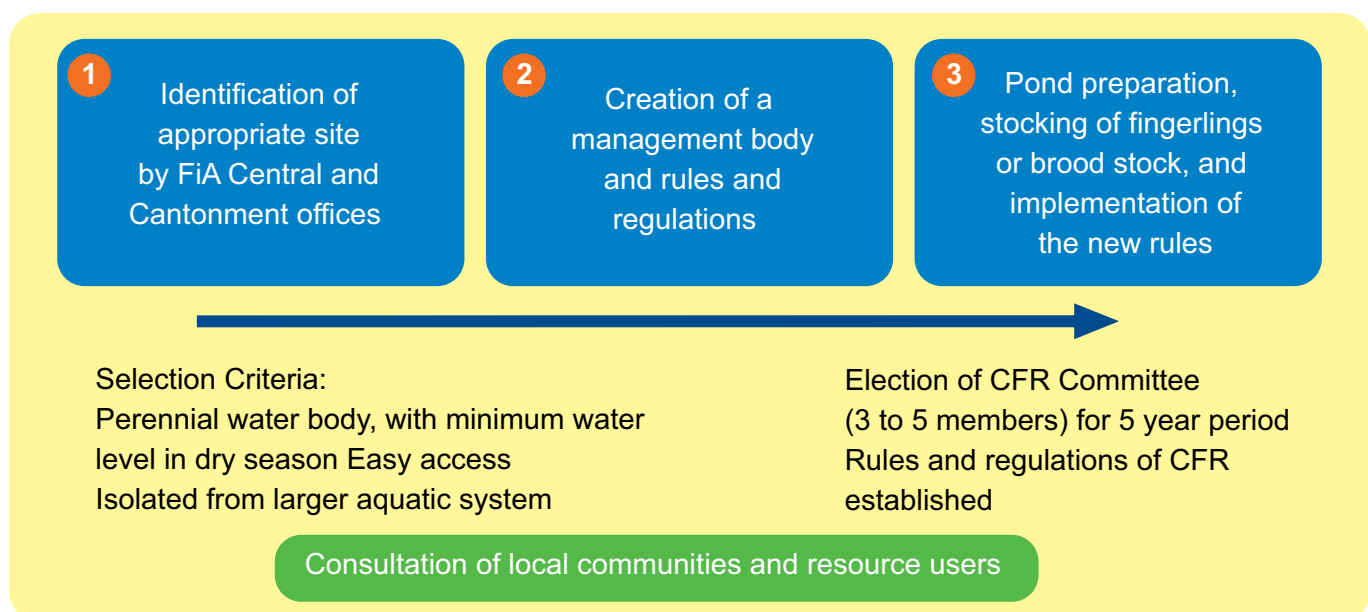 1
Identification of
appropriate site
by FiA Central and
Cantonment offices
2
Creation of a
management body
and rules and
regulations
3
Pond preparation,
stocking of fingerlings
or brood stock, and
implementation of
the new rules
Selection Criteria:
Perennial water body, with minimum water
level in dry season Easy access
Isolated from larger aquatic system
Election of CFR Committee
(3 to 5 members) for 5 year period
Rules and regulations of CFR
established
Consultation of local communities and resource users